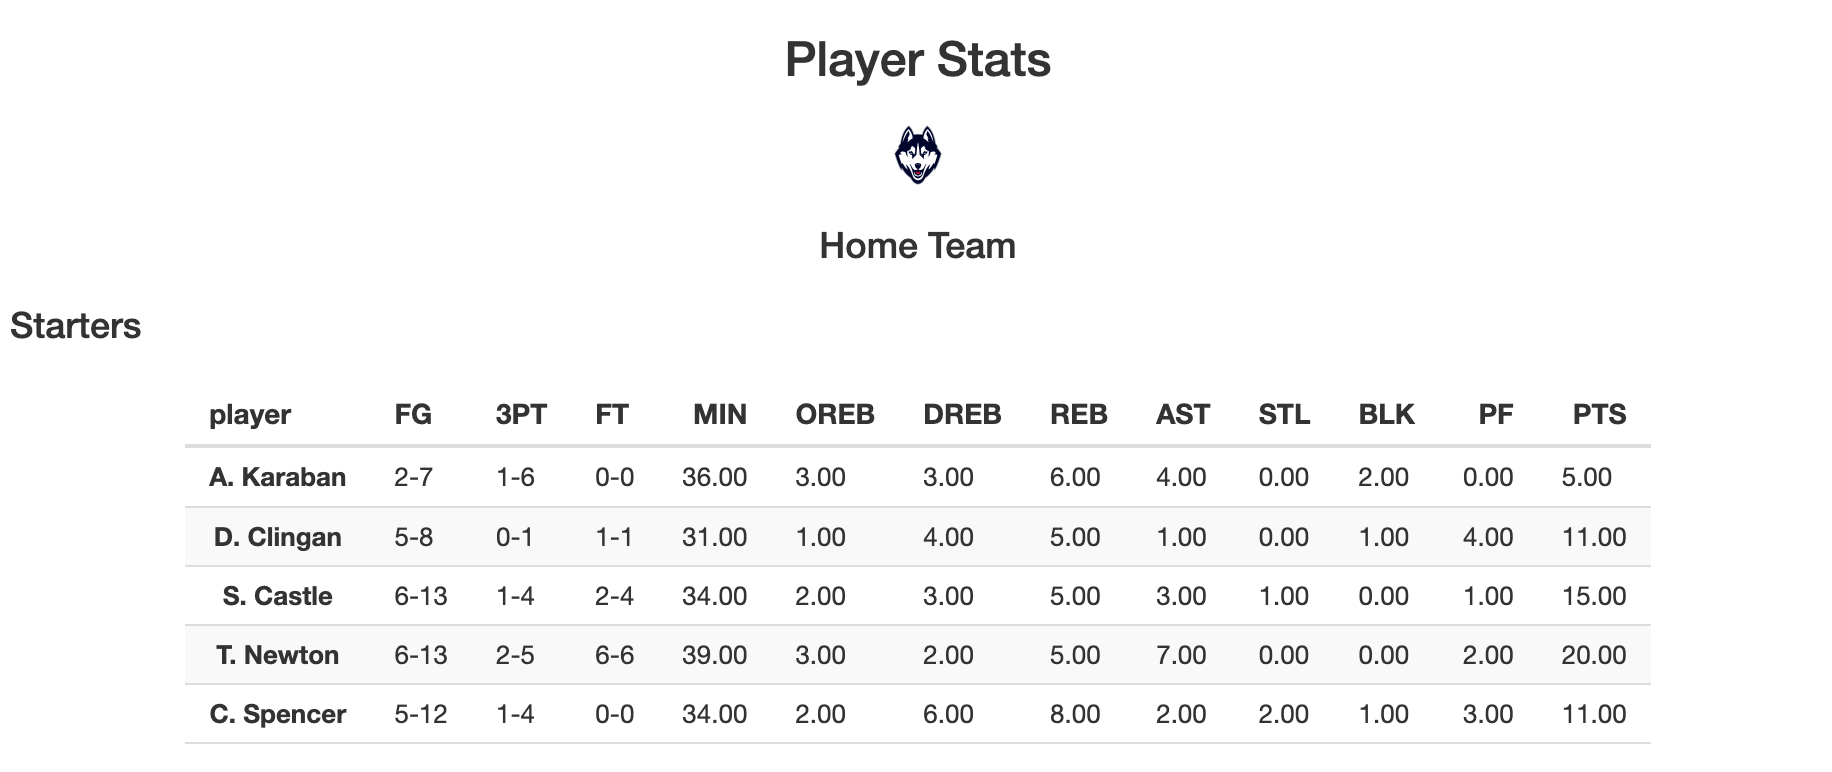 Player Stats
Home Team
Starters
player FG 3PT FT MIN OREB DREB REB AST STL BLK PF PTS
A. Karaban 2-7 1-6 0-0 36.00 3.00 3.00 6.00 4.00 0.00 2.00 0.00 5.00
D. Clingan 5-8 0-1 1-1 31.00 1.00 4.00 5.00 1.00 0.00 1.00 4.00 11.00
S. Castle 6-13 1-4 2-4 34.00 2.00 3.00 5.00 3.00 1.00 0.00 1.00 15.00
T. Newton 6-13 2-5 6-6 39.00 3.00 2.00 5.00 7.00 0.00 0.00 2.00 20.00
C. Spencer 5-12 1-4 0-0 34.00 2.00 6.00 8.00 2.00 2.00 1.00 3.00 11.00